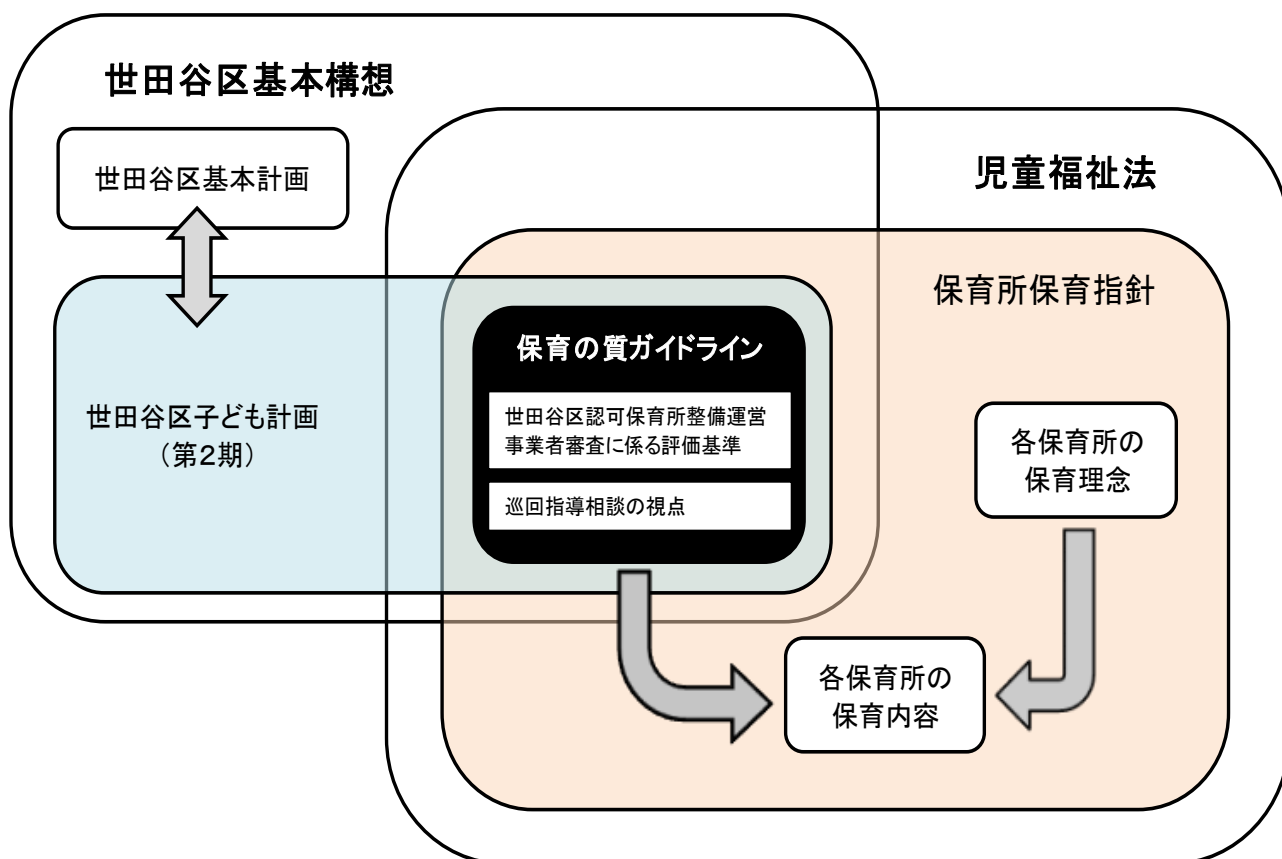 世田谷区基本構想
世田谷区基本計画
世田谷区子ども計画
（第２期）
児童福祉法
保育所保育指針
保育の質ガイドライン
世田谷区認可保育所整備運営
事業者審査に係る評価基準
巡回指導相談の視点
各保育所の
保育理念
各保育所の
保育内容